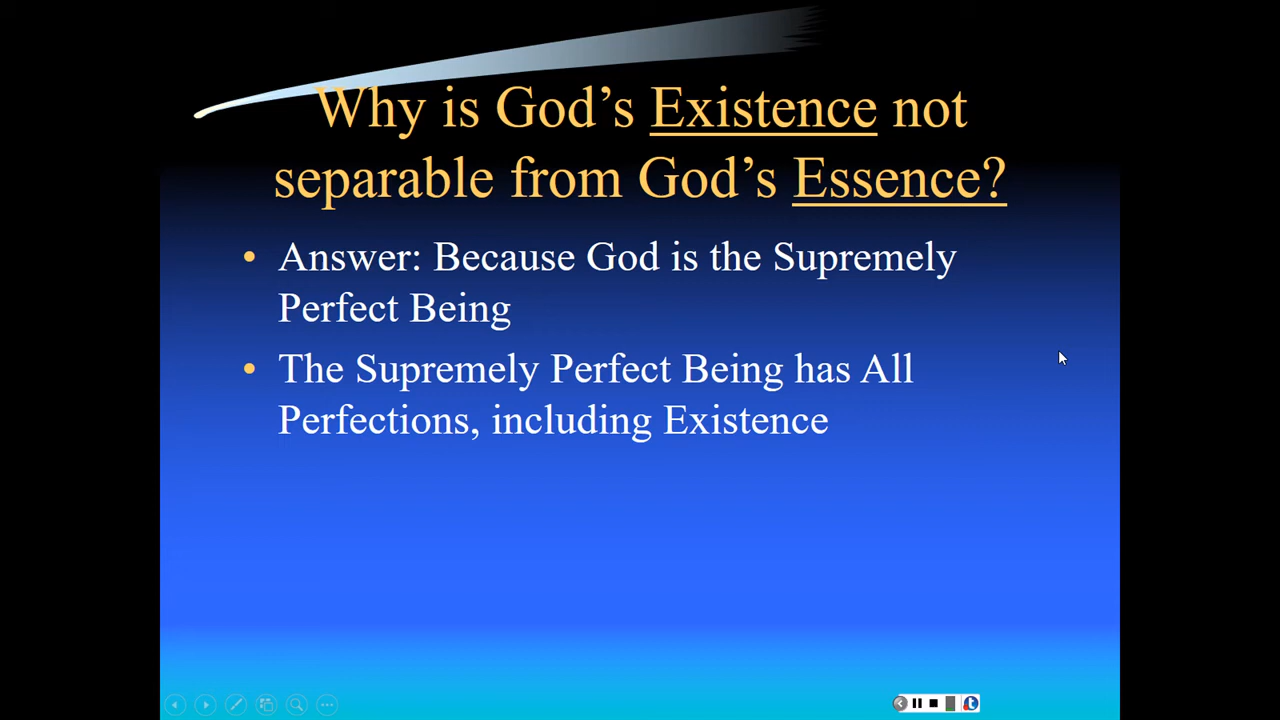 Why is God’s Existence not
separable from God’s Essence?
• Answer: Because God is the Supremely
Perfect Being
• The Supremely Perfect Being has All
Perfections, including Existence